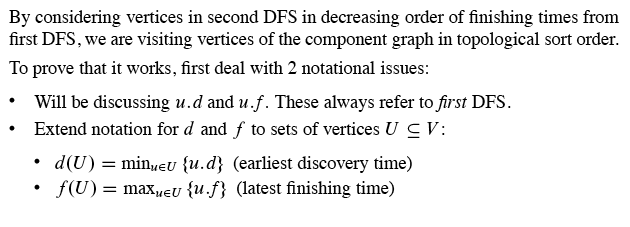 By considering vertices in second DFS in decreasing order of finishing times from
first DFS, we are visiting vertices of the component graph in topological sort order.
To prove that it works, first deal with 2 notational issues:
• Will be discussing u.d and u.f. These always refer to first DFS.
• Extend notation for d and f to sets of vertices U ⊆ V:
• d(U) = min_{u∈U} {u.d} (earliest discovery time)
• f(U) = max_{u∈U} {u.f} (latest finishing time)